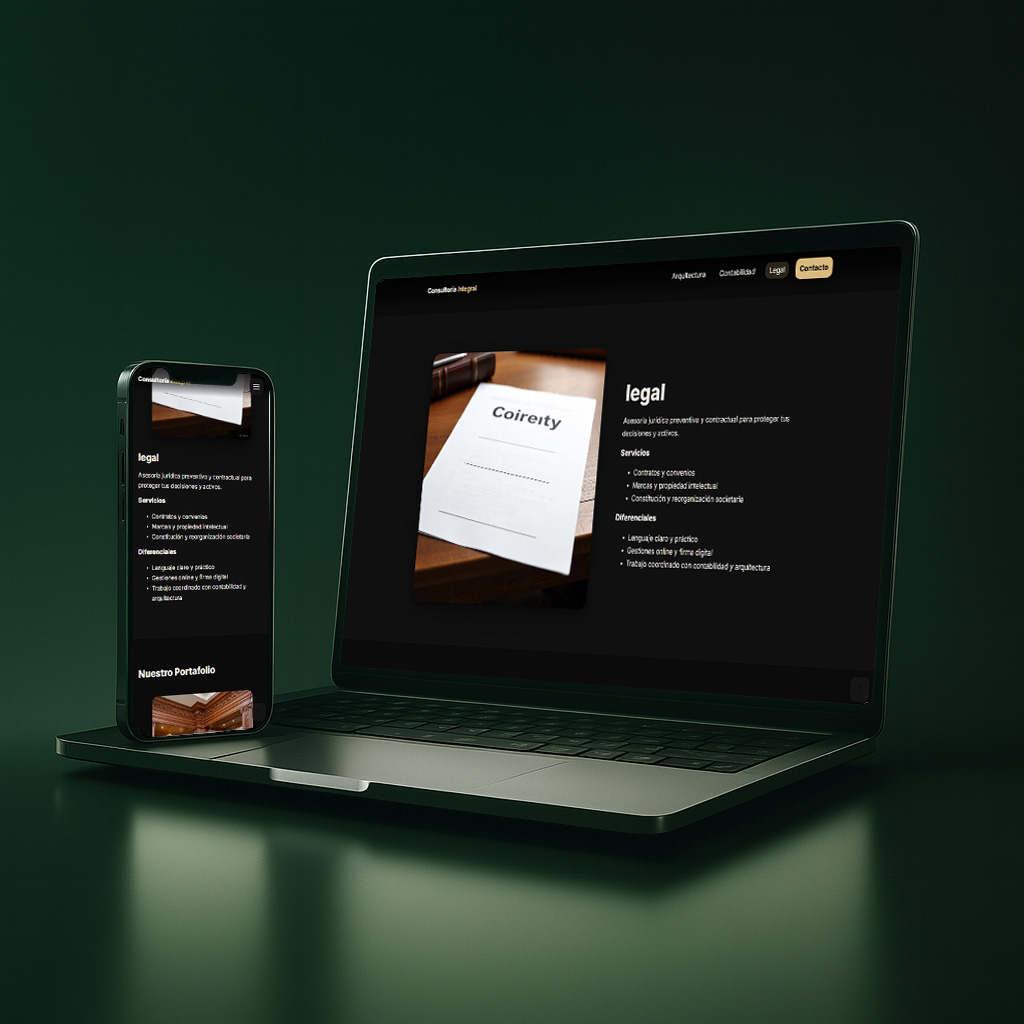 Consultoría Integral
Arquitectura
Contabilidad
Legal
Contacto
Coireıty
legal
Asesoría jurídica preventiva y contractual para proteger tus
decisiones y activos.
Servicios
• Contratos y convenios
• Marcas y propiedad intelectual
• Constitución y reorganización societaria
Diferenciales
• Lenguaje claro y práctico
• Gestiones online y firma digital
• Trabajo coordinado con contabilidad y arquitectura
Consultoría Integral
legal
Asesoría jurídica preventiva y contractual para
proteger tus decisiones y activos.
Servicios
• Contratos y convenios
• Marcas y propiedad intelectual
• Constitución y reorganización societaria
Diferenciales
• Lenguaje claro y práctico
• Gestiones online y firma digital
• Trabajo coordinado con contabilidad y
arquitectura
Nuestro Portafolio